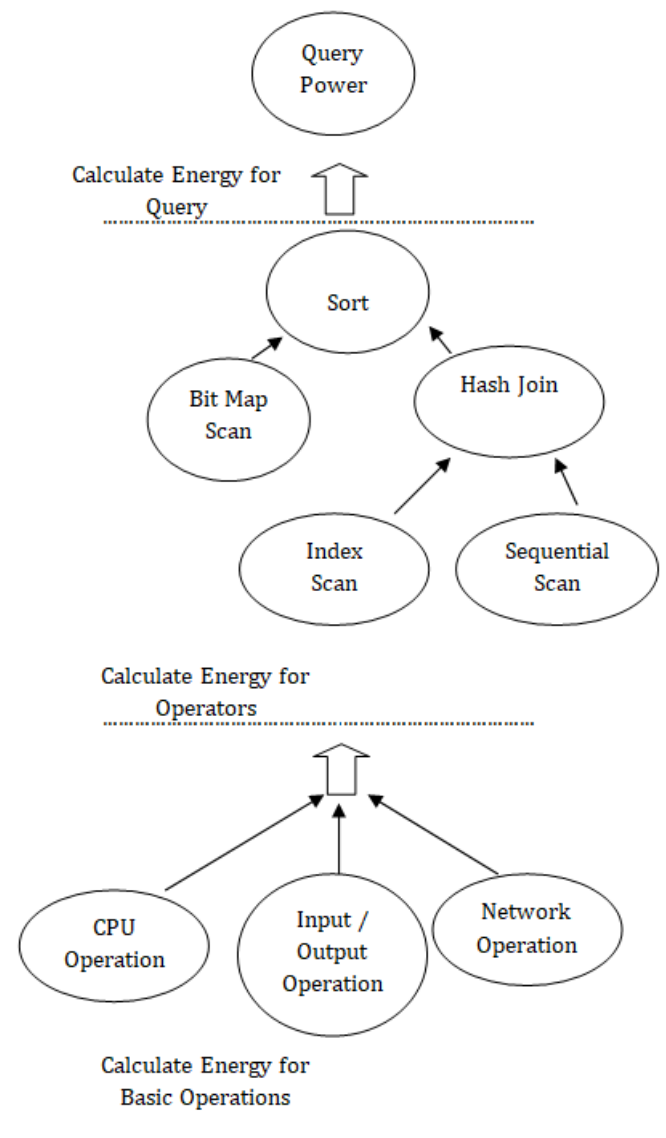 Query
Power
Calculate Energy for
Query
Sort
Bit Map
Scan
Hash Join
Index
Scan
Sequential
Scan
Calculate Energy for
Operators
CPU
Operation
Input /
Output
Operation
Network
Operation
Calculate Energy for
Basic Operations